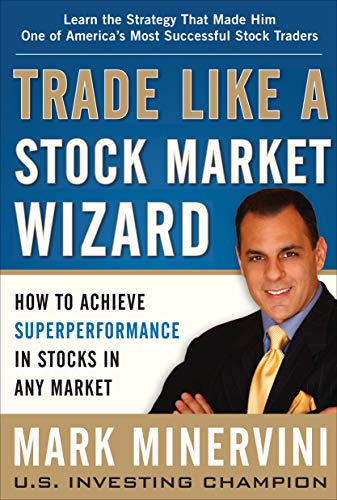 Learn the Strategy That Made Him
One of America's Most Successful Stock Traders
TRADE LIKE A
STOCK MARKET
WIZARD
HOW TO ACHIEVE
SUPERPERFORMANCE
IN STOCKS IN
ANY MARKET
MARK MINERVINI
U.S. INVESTING CHAMPION